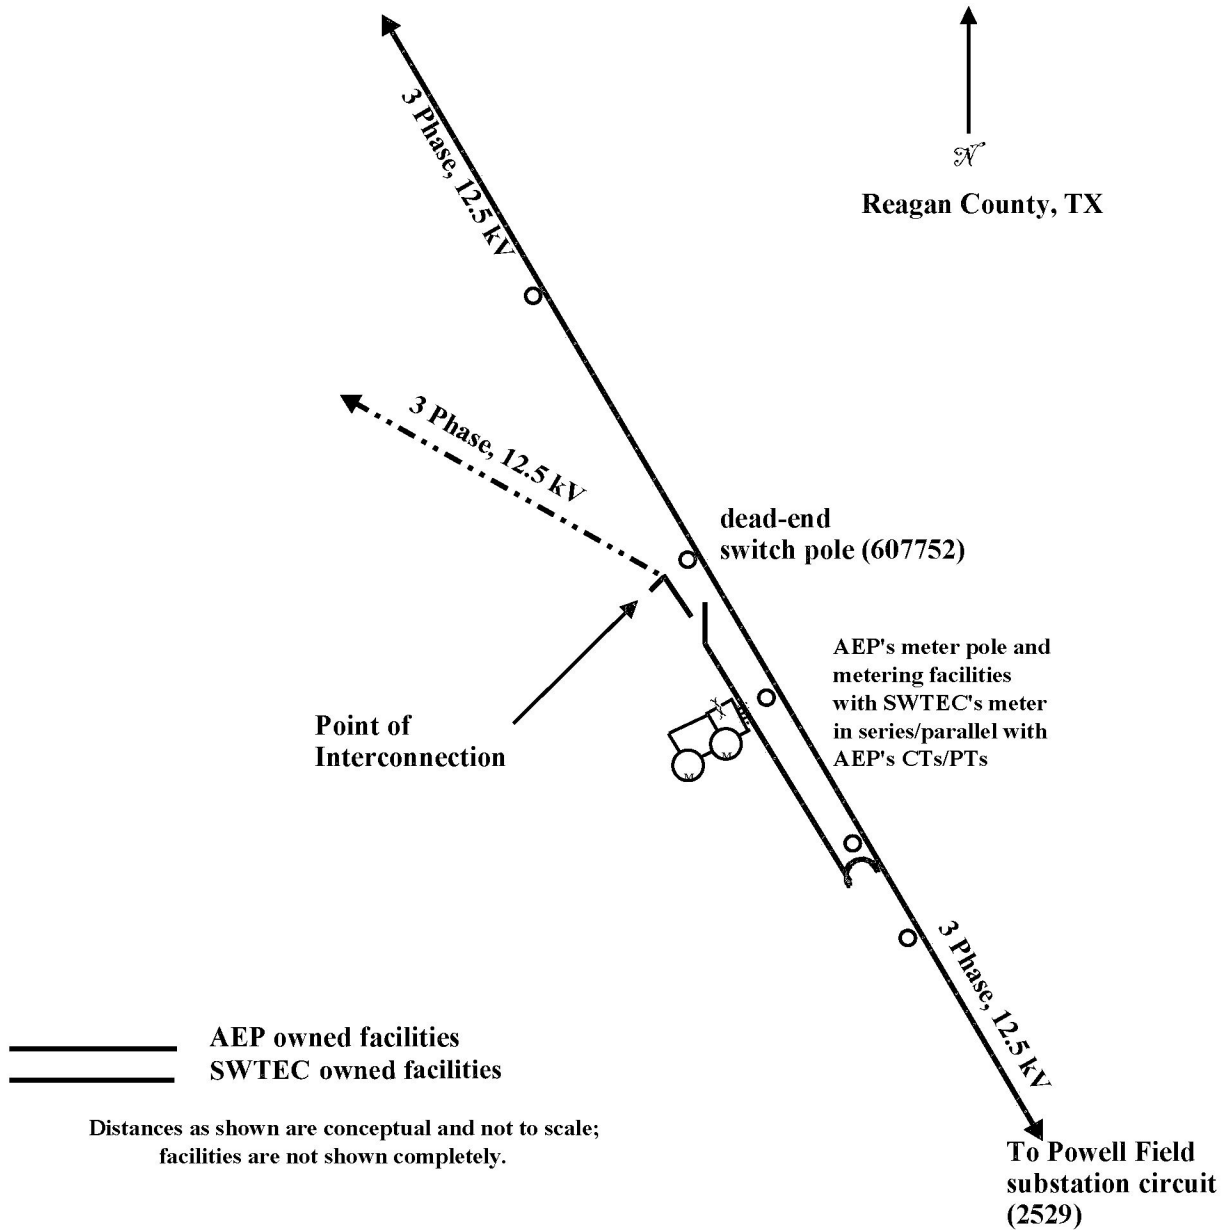 3 Phase, 12.5 kV
N
Reagan County, TX
3 Phase, 12.5 kV
dead-end
switch pole (607752)
AEP's meter pole and
metering facilities
with SWTEC's meter
in series/parallel with
AEP's CTs/PTs
Point of
Interconnection
M
M
3 Phase, 12.5 kV
AEP owned facilities
SWTEC owned facilities
Distances as shown are conceptual and not to scale;
facilities are not shown completely.
To Powell Field
substation circuit
(2529)